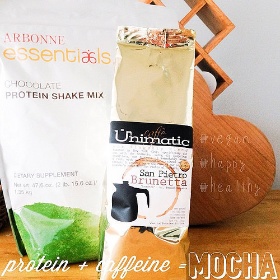 ARBONNE
essentials
CHOCOLATE
PROTEIN SHAKE MIX
DIETARY SUPPLEMENT
caffè
Unimatic
San Pietro
Brunetta
#vegan
#happy
#healthy
protein + caffeine = MOCHA